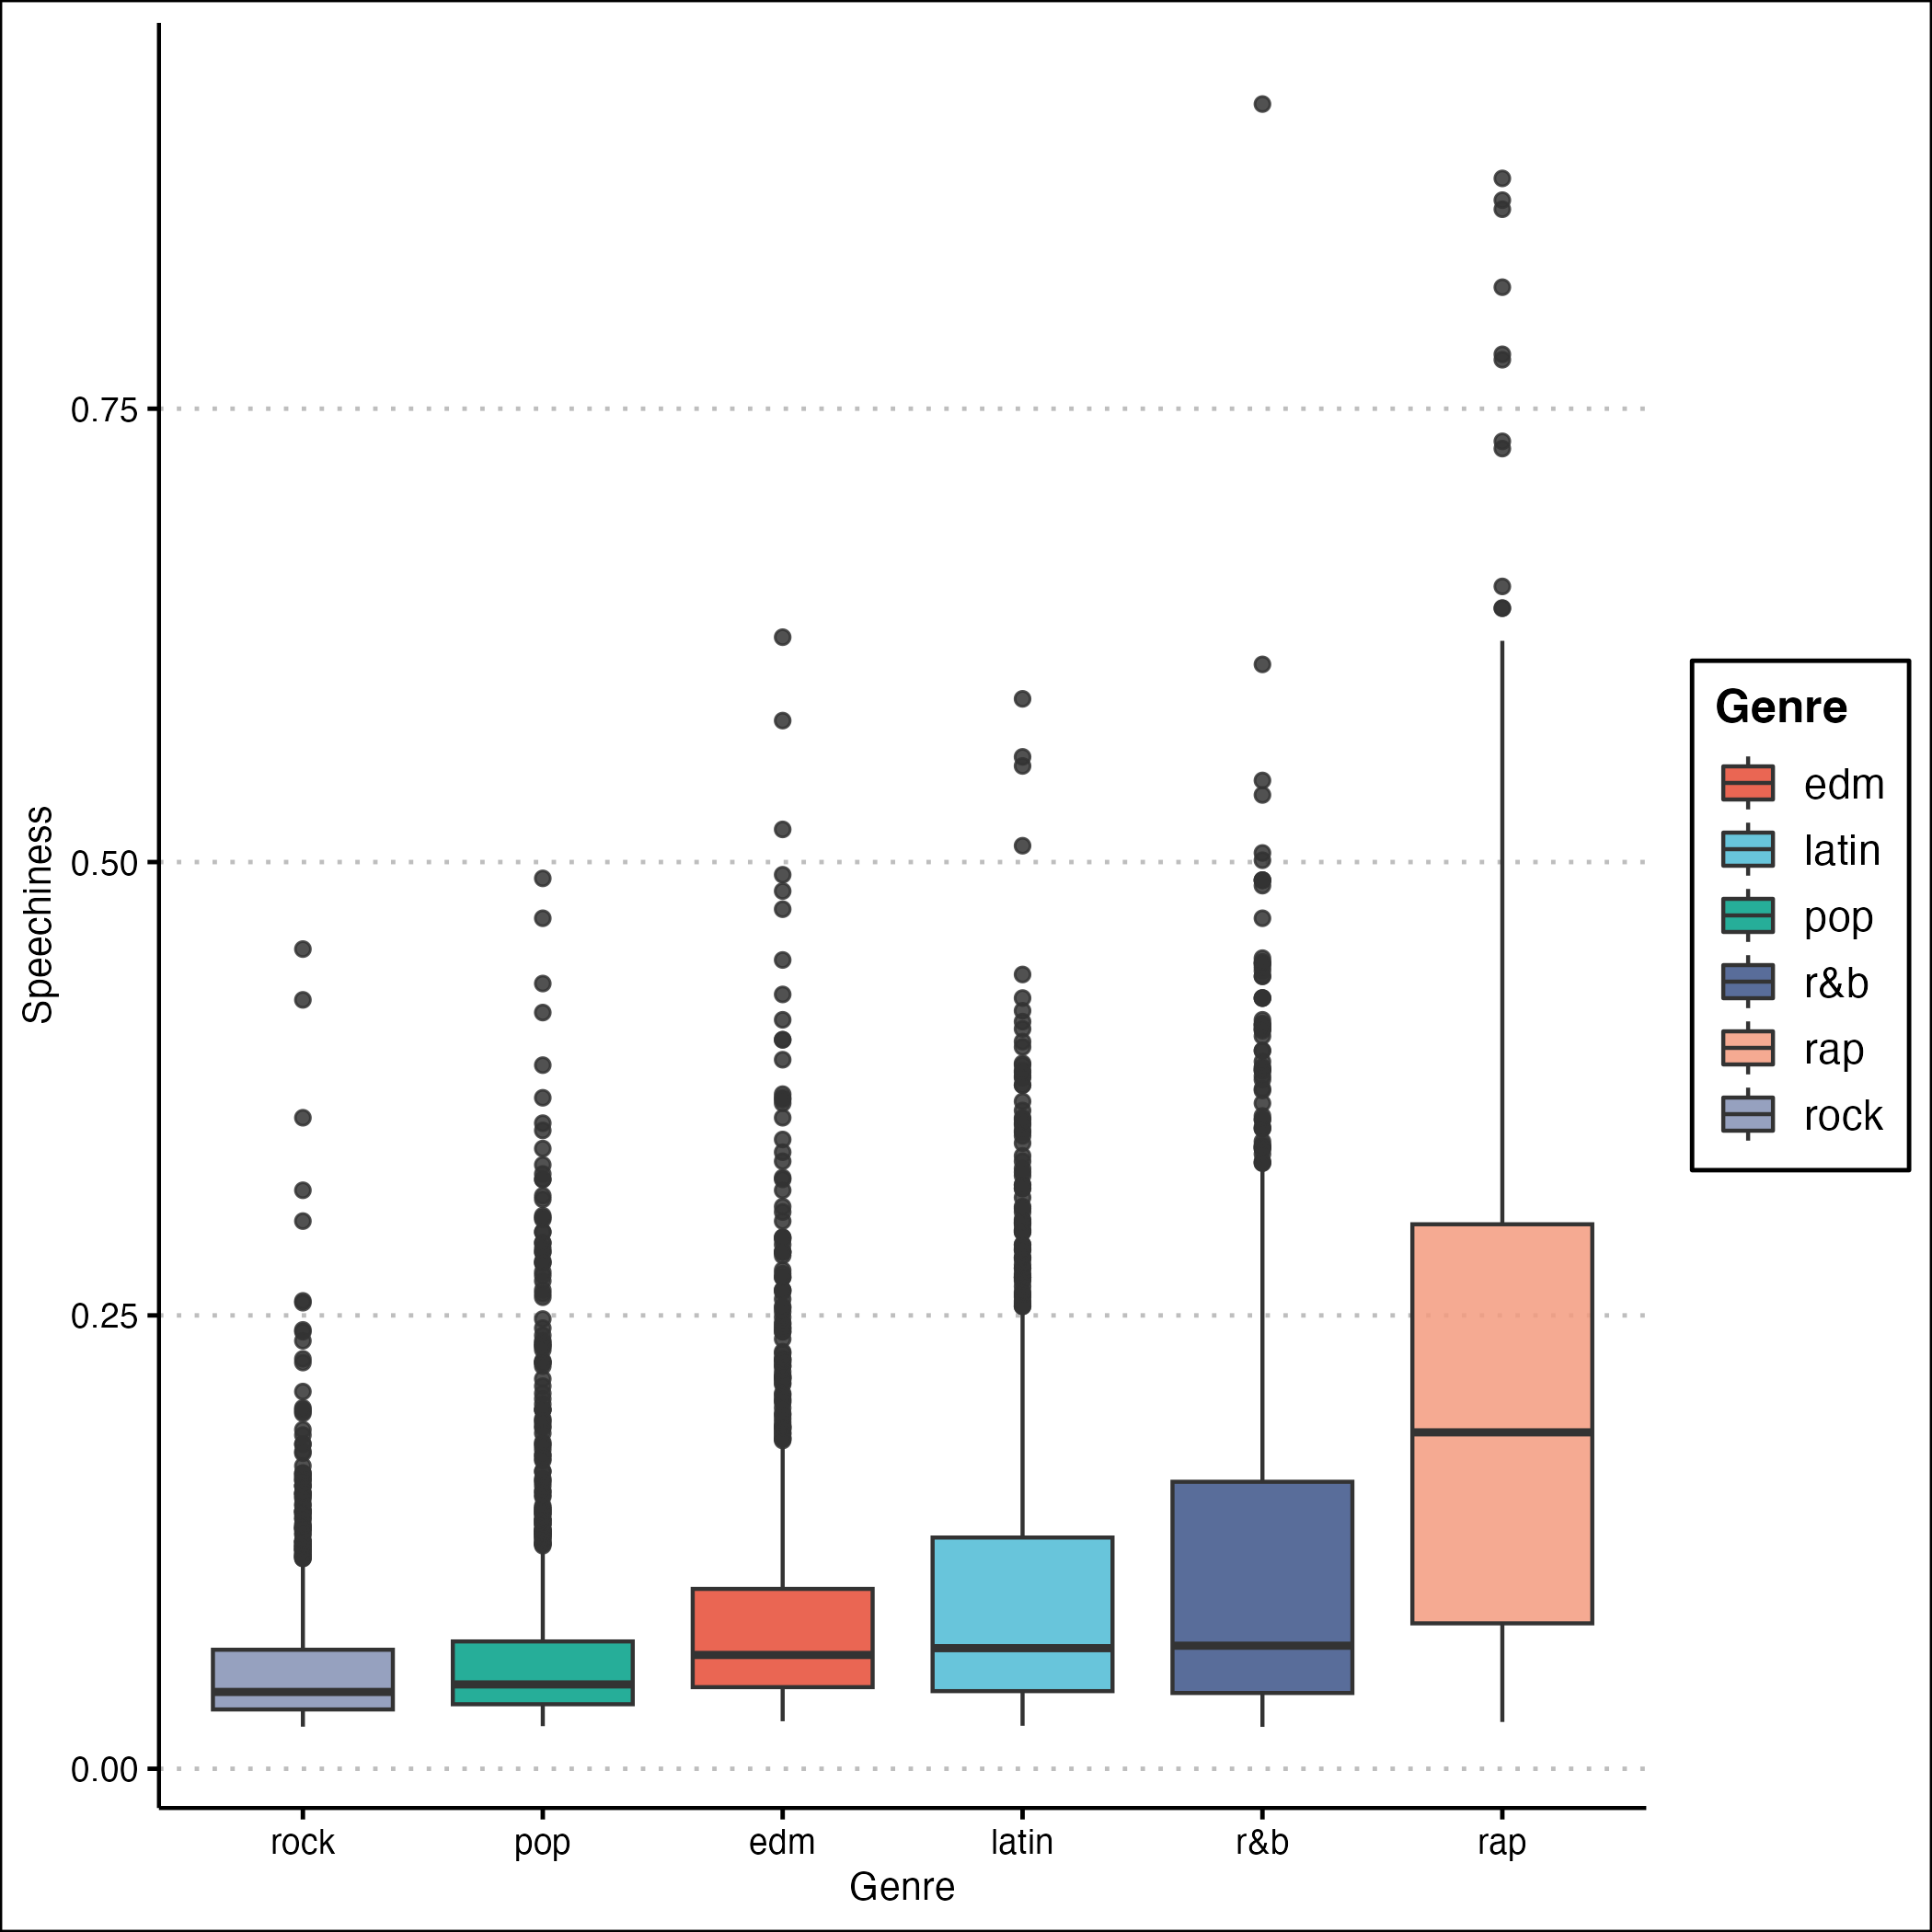 Speechiness
0.75
0.50
0.25
0.00
rock pop edm latin r&b rap
Genre
Genre
edm
latin
pop
r&b
rap
rock